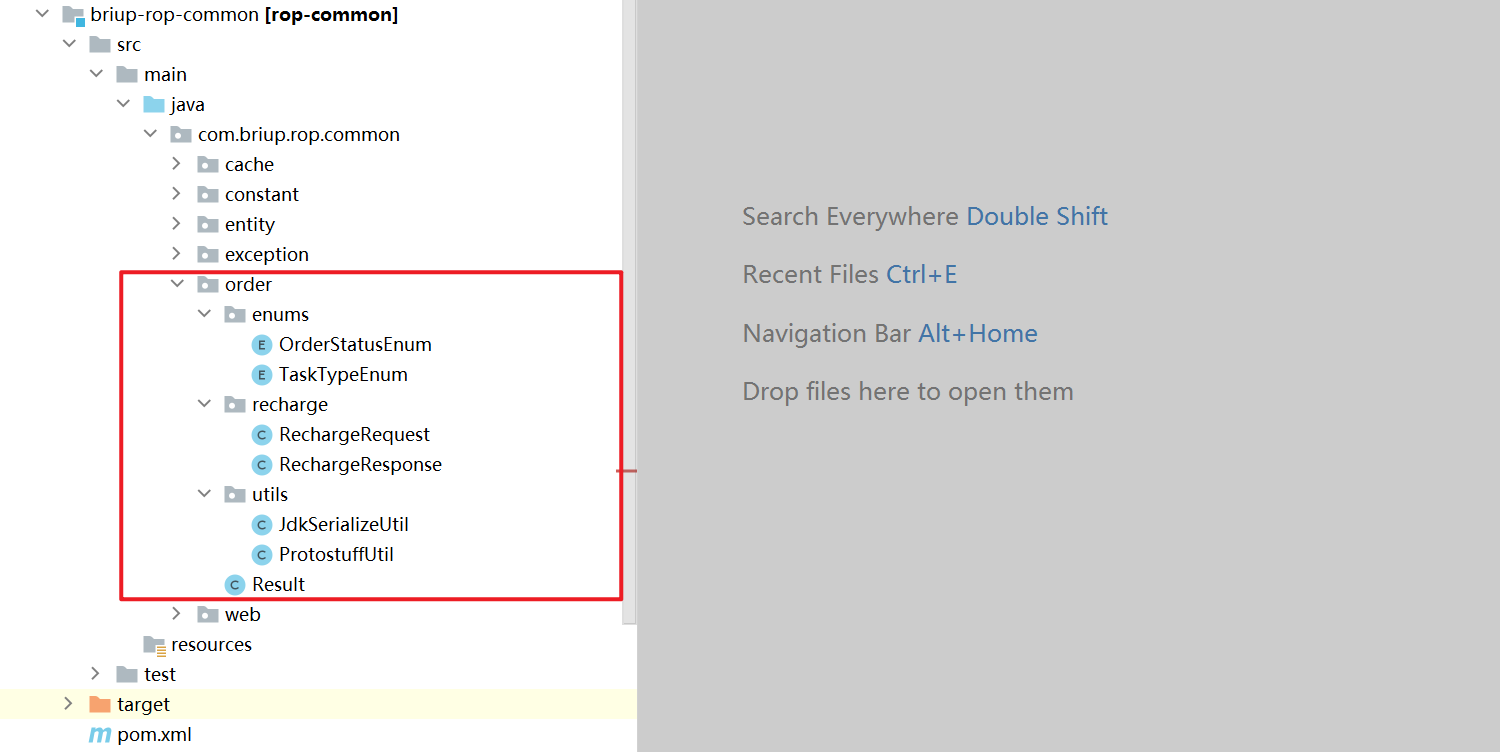 briup-rop-common [rop-common]
src
main
java
com.briup.rop.common
cache
constant
entity
exception
order
enums
E OrderStatusEnum
E TaskTypeEnum
recharge
C RechargeRequest
C RechargeResponse
utils
C JdkSerializeUtil
C ProtostuffUtil
C Result
web
resources
test
target
m pom.xml
Search Everywhere Double Shift
Recent Files Ctrl+E
Navigation Bar Alt+Home
Drop files here to open them